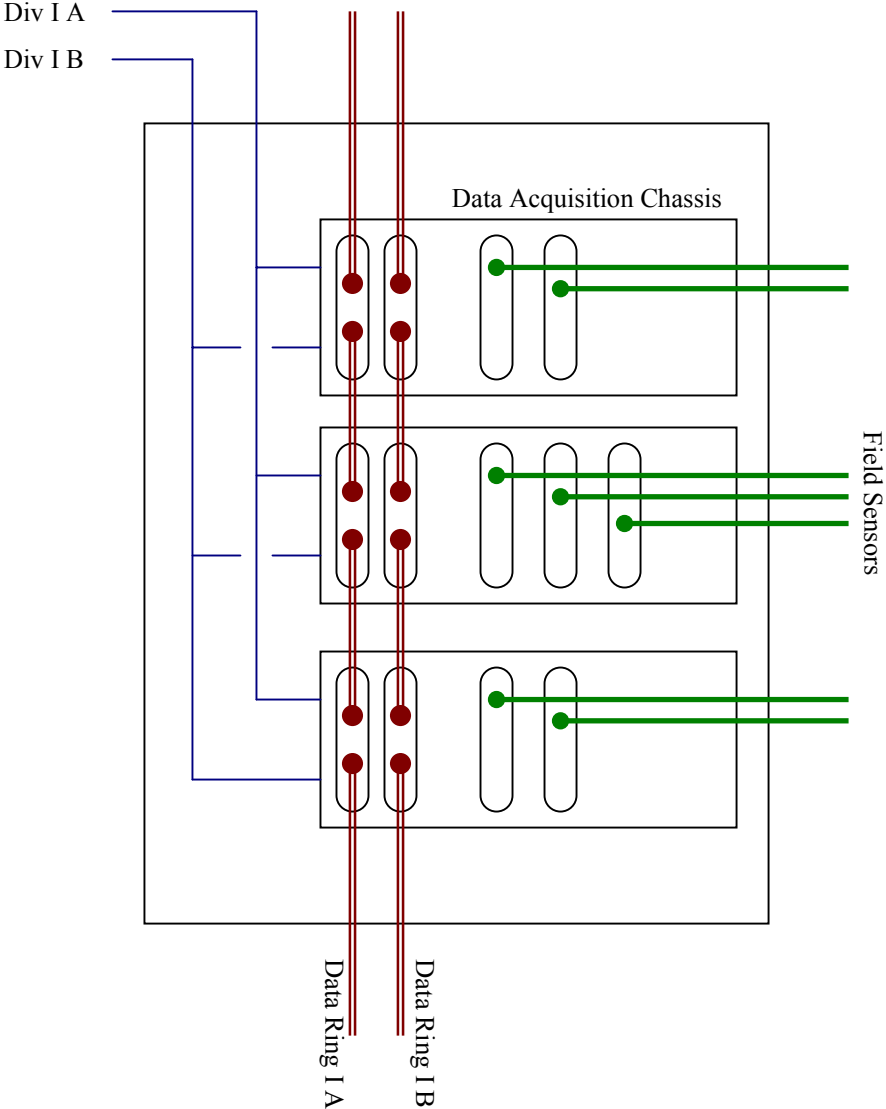 Div I A
Div I B
Data Acquisition Chassis
Field Sensors
Data Ring I A
Data Ring I B